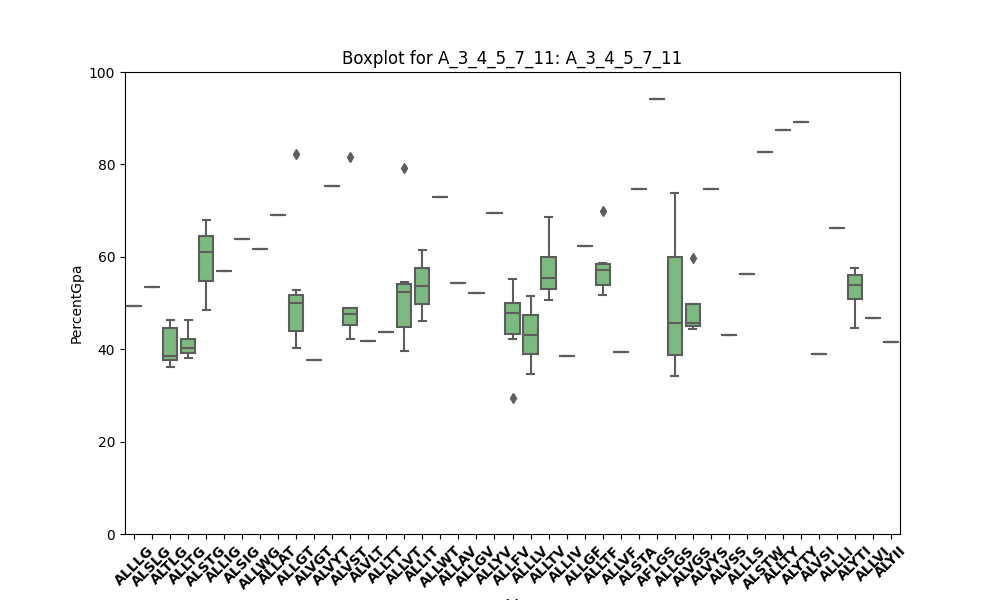 Boxplot for A_3_4_5_7_11: A_3_4_5_7_11
100
80
60
40
20
0
PercentGpa
ALLLG
ALSLG
ALTLG
ALLTG
ALSTG
ALLIG
ALSIG
ALLWG
ALLAT
ALLGT
ALVGT
ALVYT
ALVST
ALVLT
ALLTT
ALLVT
ALLIT
ALLWT
ALLAV
ALLGV
ALLYV
ALLFV
ALLLV
ALLTV
ALLIV
ALLGF
ALLTF
ALLVF
ALSTA
AFLGS
ALLGS
ALVGS
ALVYS
ALVSS
ALLLS
ALSTW
ALLTY
ALYTY
ALVSI
ALLLI
ALYTI
ALLVI
ALYII